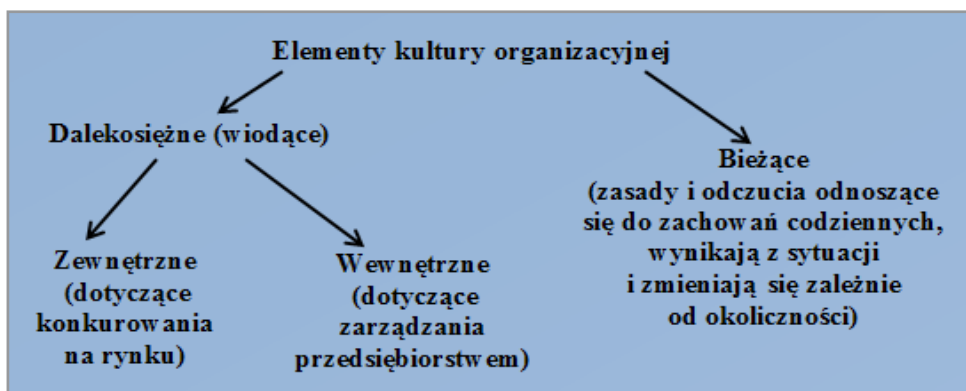 Elementy kultury organizacyjnej
Dalekosiężne (wiodące)
Zewnętrzne
(dotyczące
konkurowania
na rynku)
Wewnętrzne
(dotyczące
zarządzania
przedsiębiorstwem)
Bieżące
(zasady i odczucia odnoszące
się do zachowań codziennych,
wynikają z sytuacji
i zmieniają się zależnie
od okoliczności)